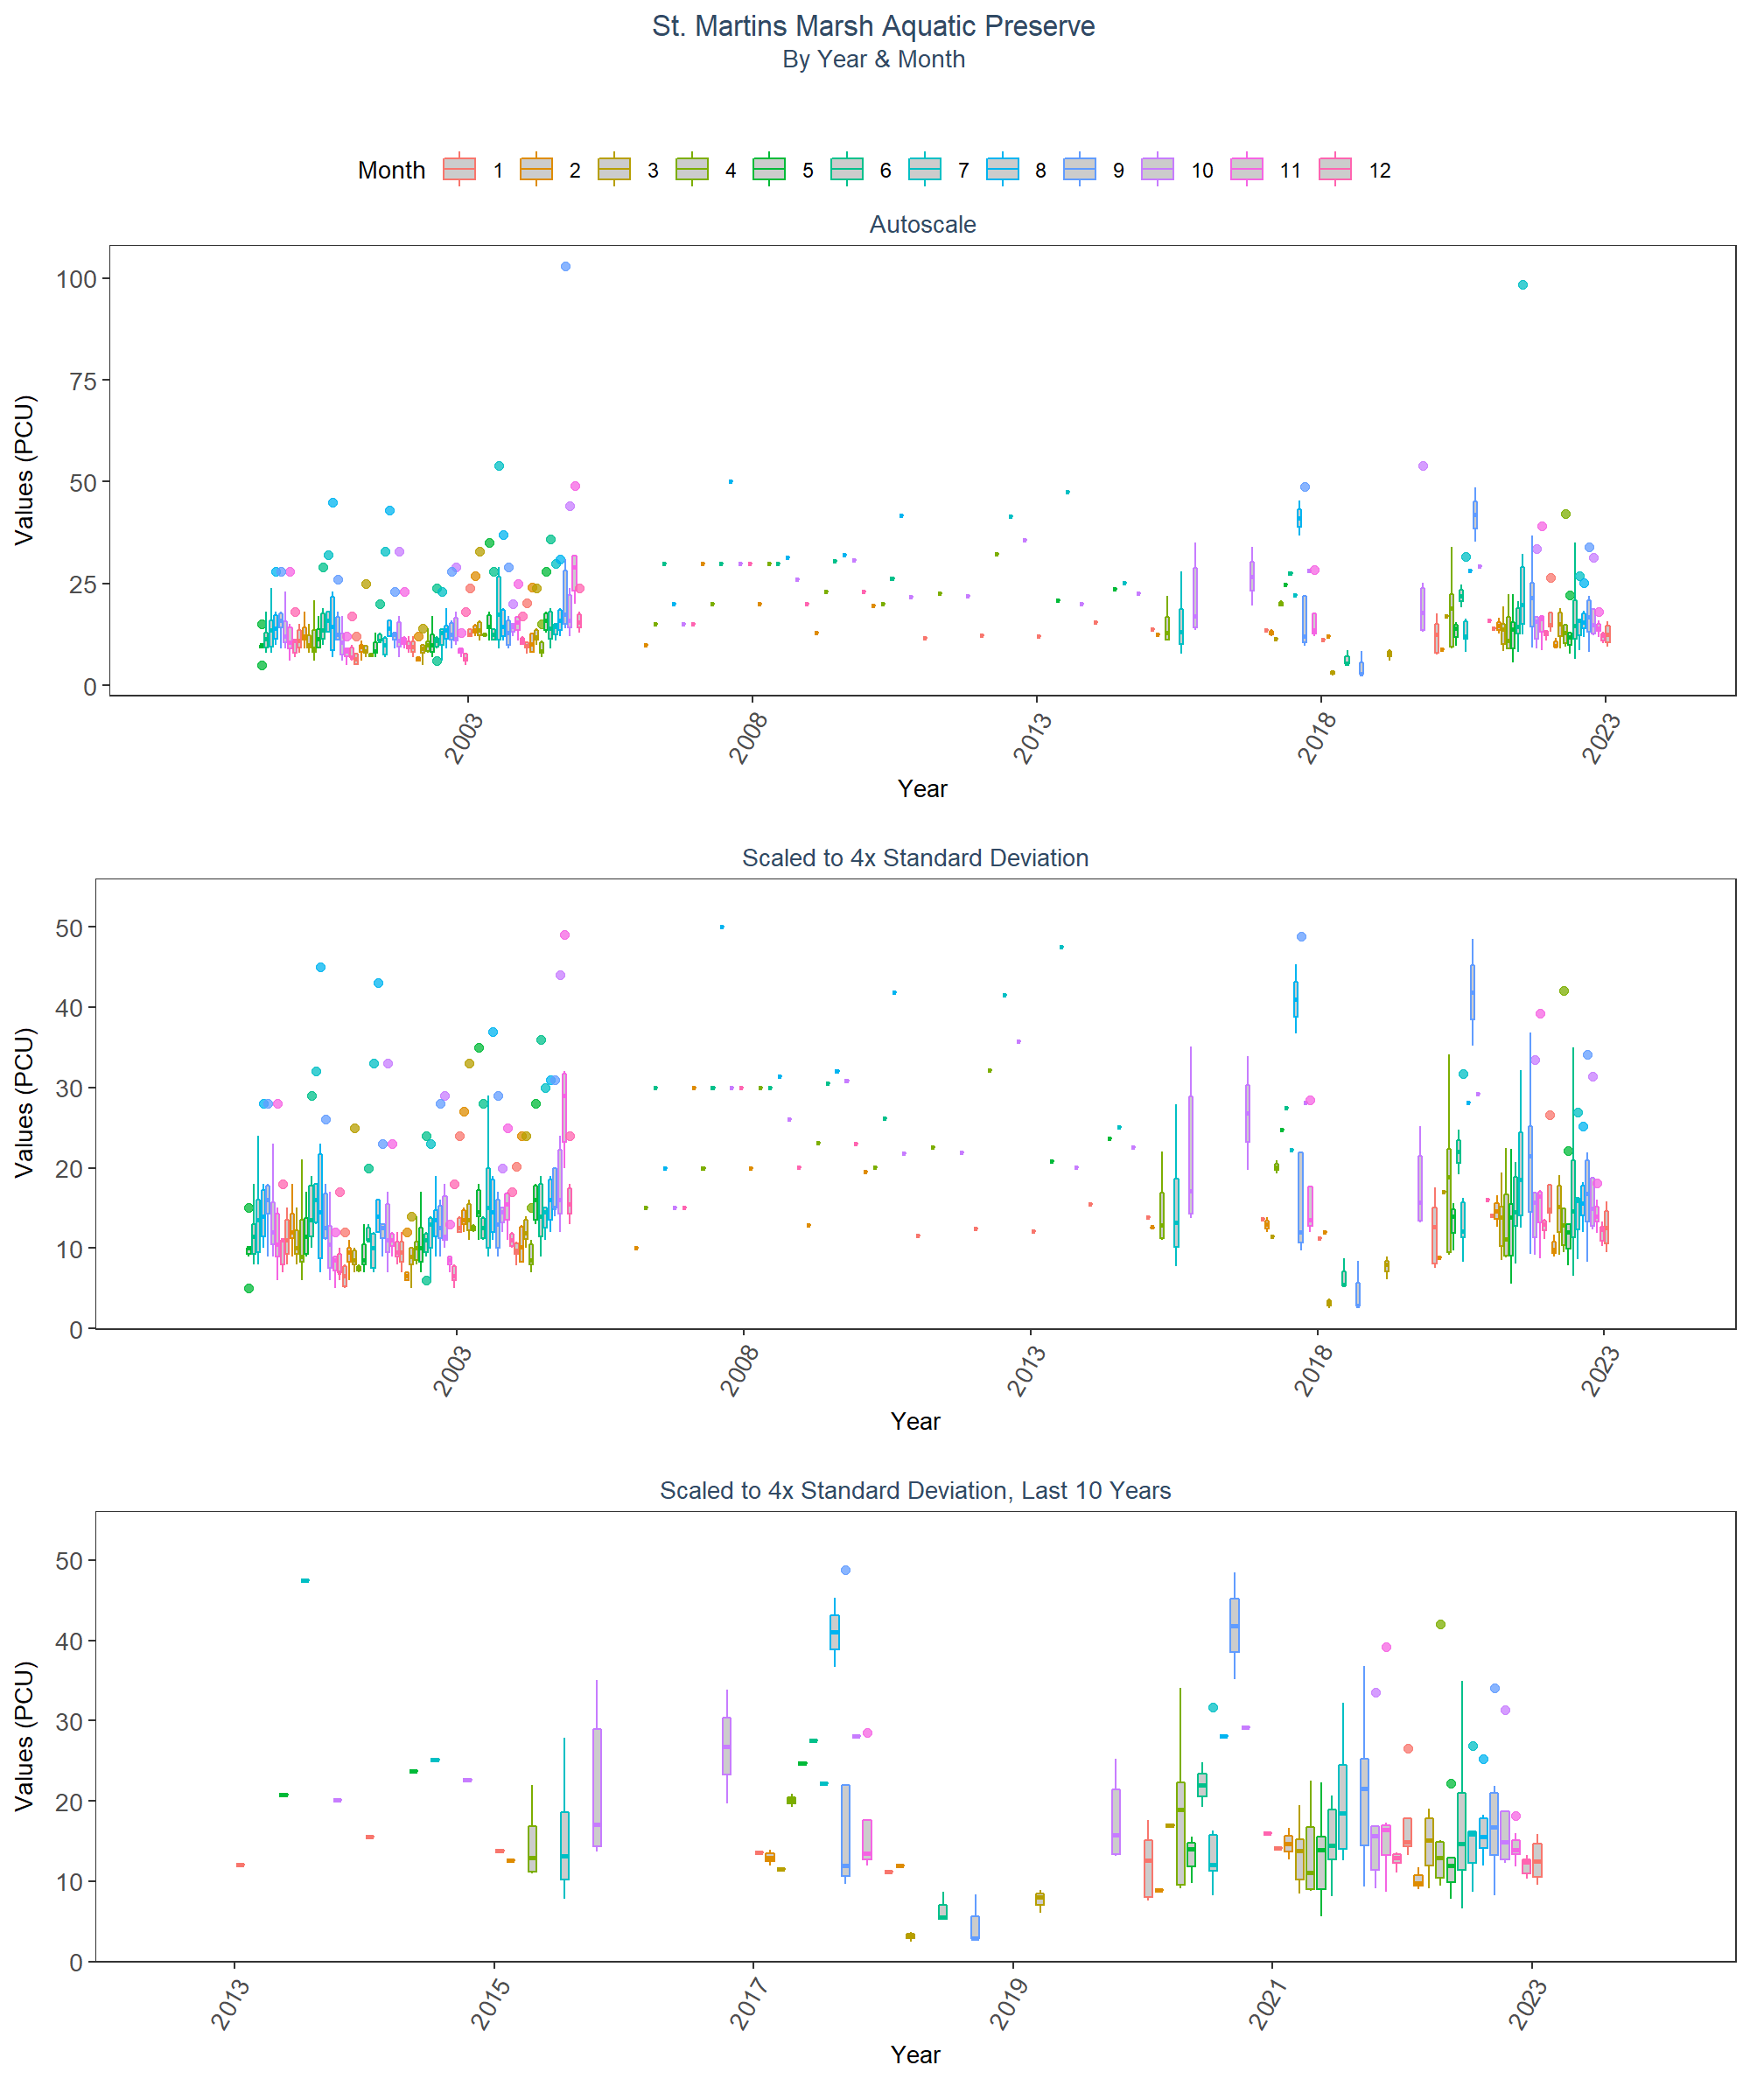 St. Martins Marsh Aquatic Preserve
By Year & Month
Month 1 2 3 4 5 6 7 8 9 10 11 12
Autoscale
Values (PCU)
100
75
50
25
0
2003 2008 2013 2018 2023
Year
Scaled to 4x Standard Deviation
Values (PCU)
50
40
30
20
10
0
2003 2008 2013 2018 2023
Year
Scaled to 4x Standard Deviation, Last 10 Years
Values (PCU)
50
40
30
20
10
0
2013 2015 2017 2019 2021 2023
Year